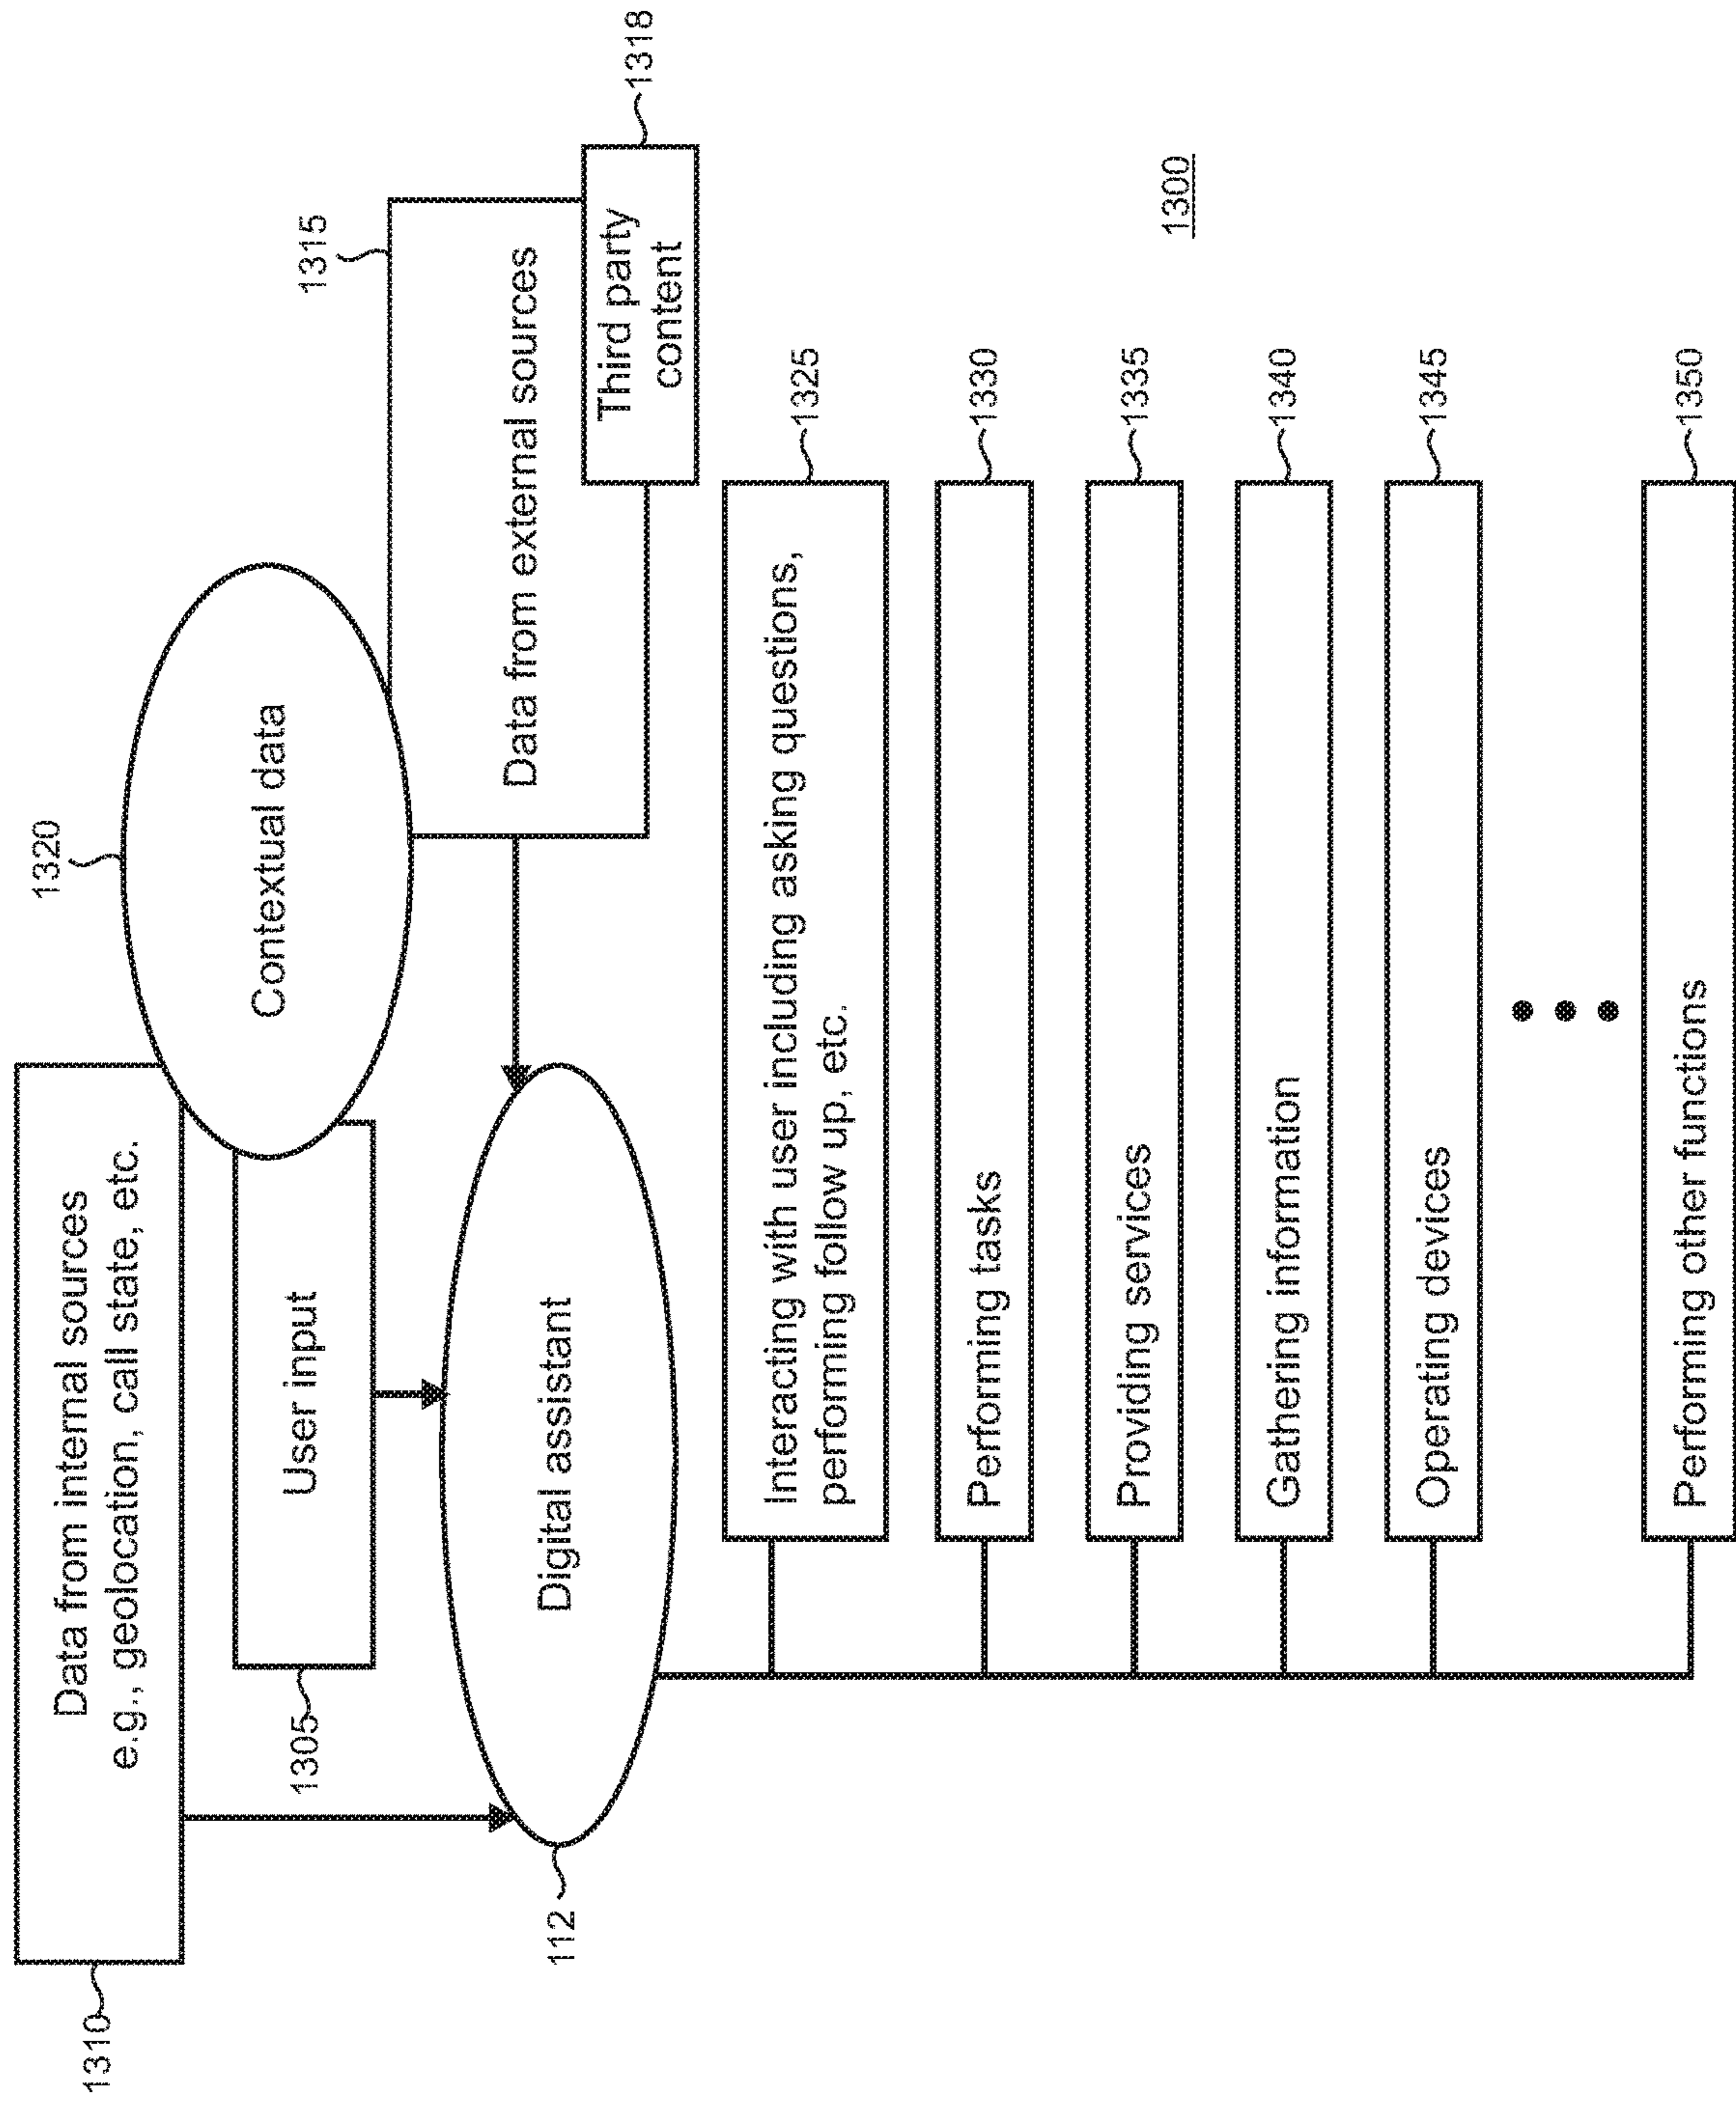 1310
Data from internal sources
e.g., geolocation, call state, etc.
1320
Contextual data
1305
User input
1315
Data from external sources
1318
Third party
content
112
Digital assistant
Interacting with user including asking questions,
performing follow up, etc.
1325
Performing tasks
1330
Providing services
1335
Gathering information
1340
Operating devices
1345
Performing other functions
1350
1300